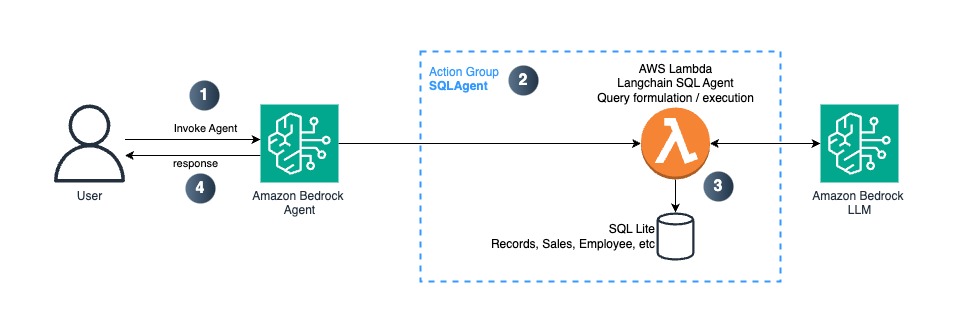 1
Invoke Agent
response
4
User
Amazon Bedrock
Agent
Action Group
SQLAgent
2
AWS Lambda
Langchain SQL Agent
Query formulation / execution
3
SQL Lite
Records, Sales, Employee, etc
Amazon Bedrock
LLM